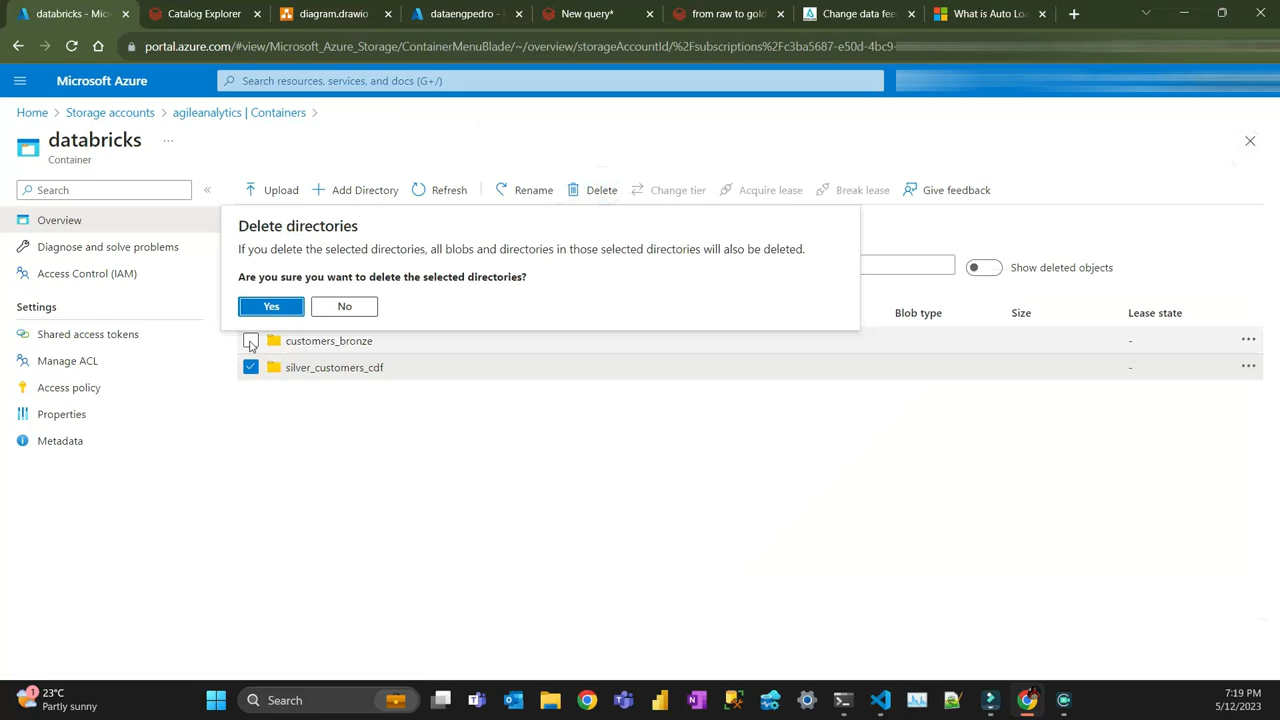 databricks - Mic
Catalog Explorer
diagram.drawio
dataengpedro -
New query*
from raw to gold
Change data fee
What is Auto Loa
portal.azure.com/#view/Microsoft_Azure_Storage/ContainerMenuBlade/~/overview/storageAccountId/%2Fsubscriptions%2Fc3ba5687-e50d-4bc9-
Microsoft Azure
Search resources, services, and docs (G+/)
Home > Storage accounts > agileanalytics | Containers >
databricks ...
Container
Search
«
Upload
Add Directory
Refresh
Rename
Delete
Change tier
Acquire lease
Break lease
Give feedback
Overview
Diagnose and solve problems
Access Control (IAM)
Settings
Shared access tokens
Manage ACL
Access policy
Properties
Metadata
Delete directories
If you delete the selected directories, all blobs and directories in those selected directories will also be deleted.
Are you sure you want to delete the selected directories?
Yes
No
Show deleted objects
Blob type
Size
Lease state
customers_bronze
-
...
silver_customers_cdf
-
...
1
23°C
Partly sunny
Search
7:19 PM
5/12/2023